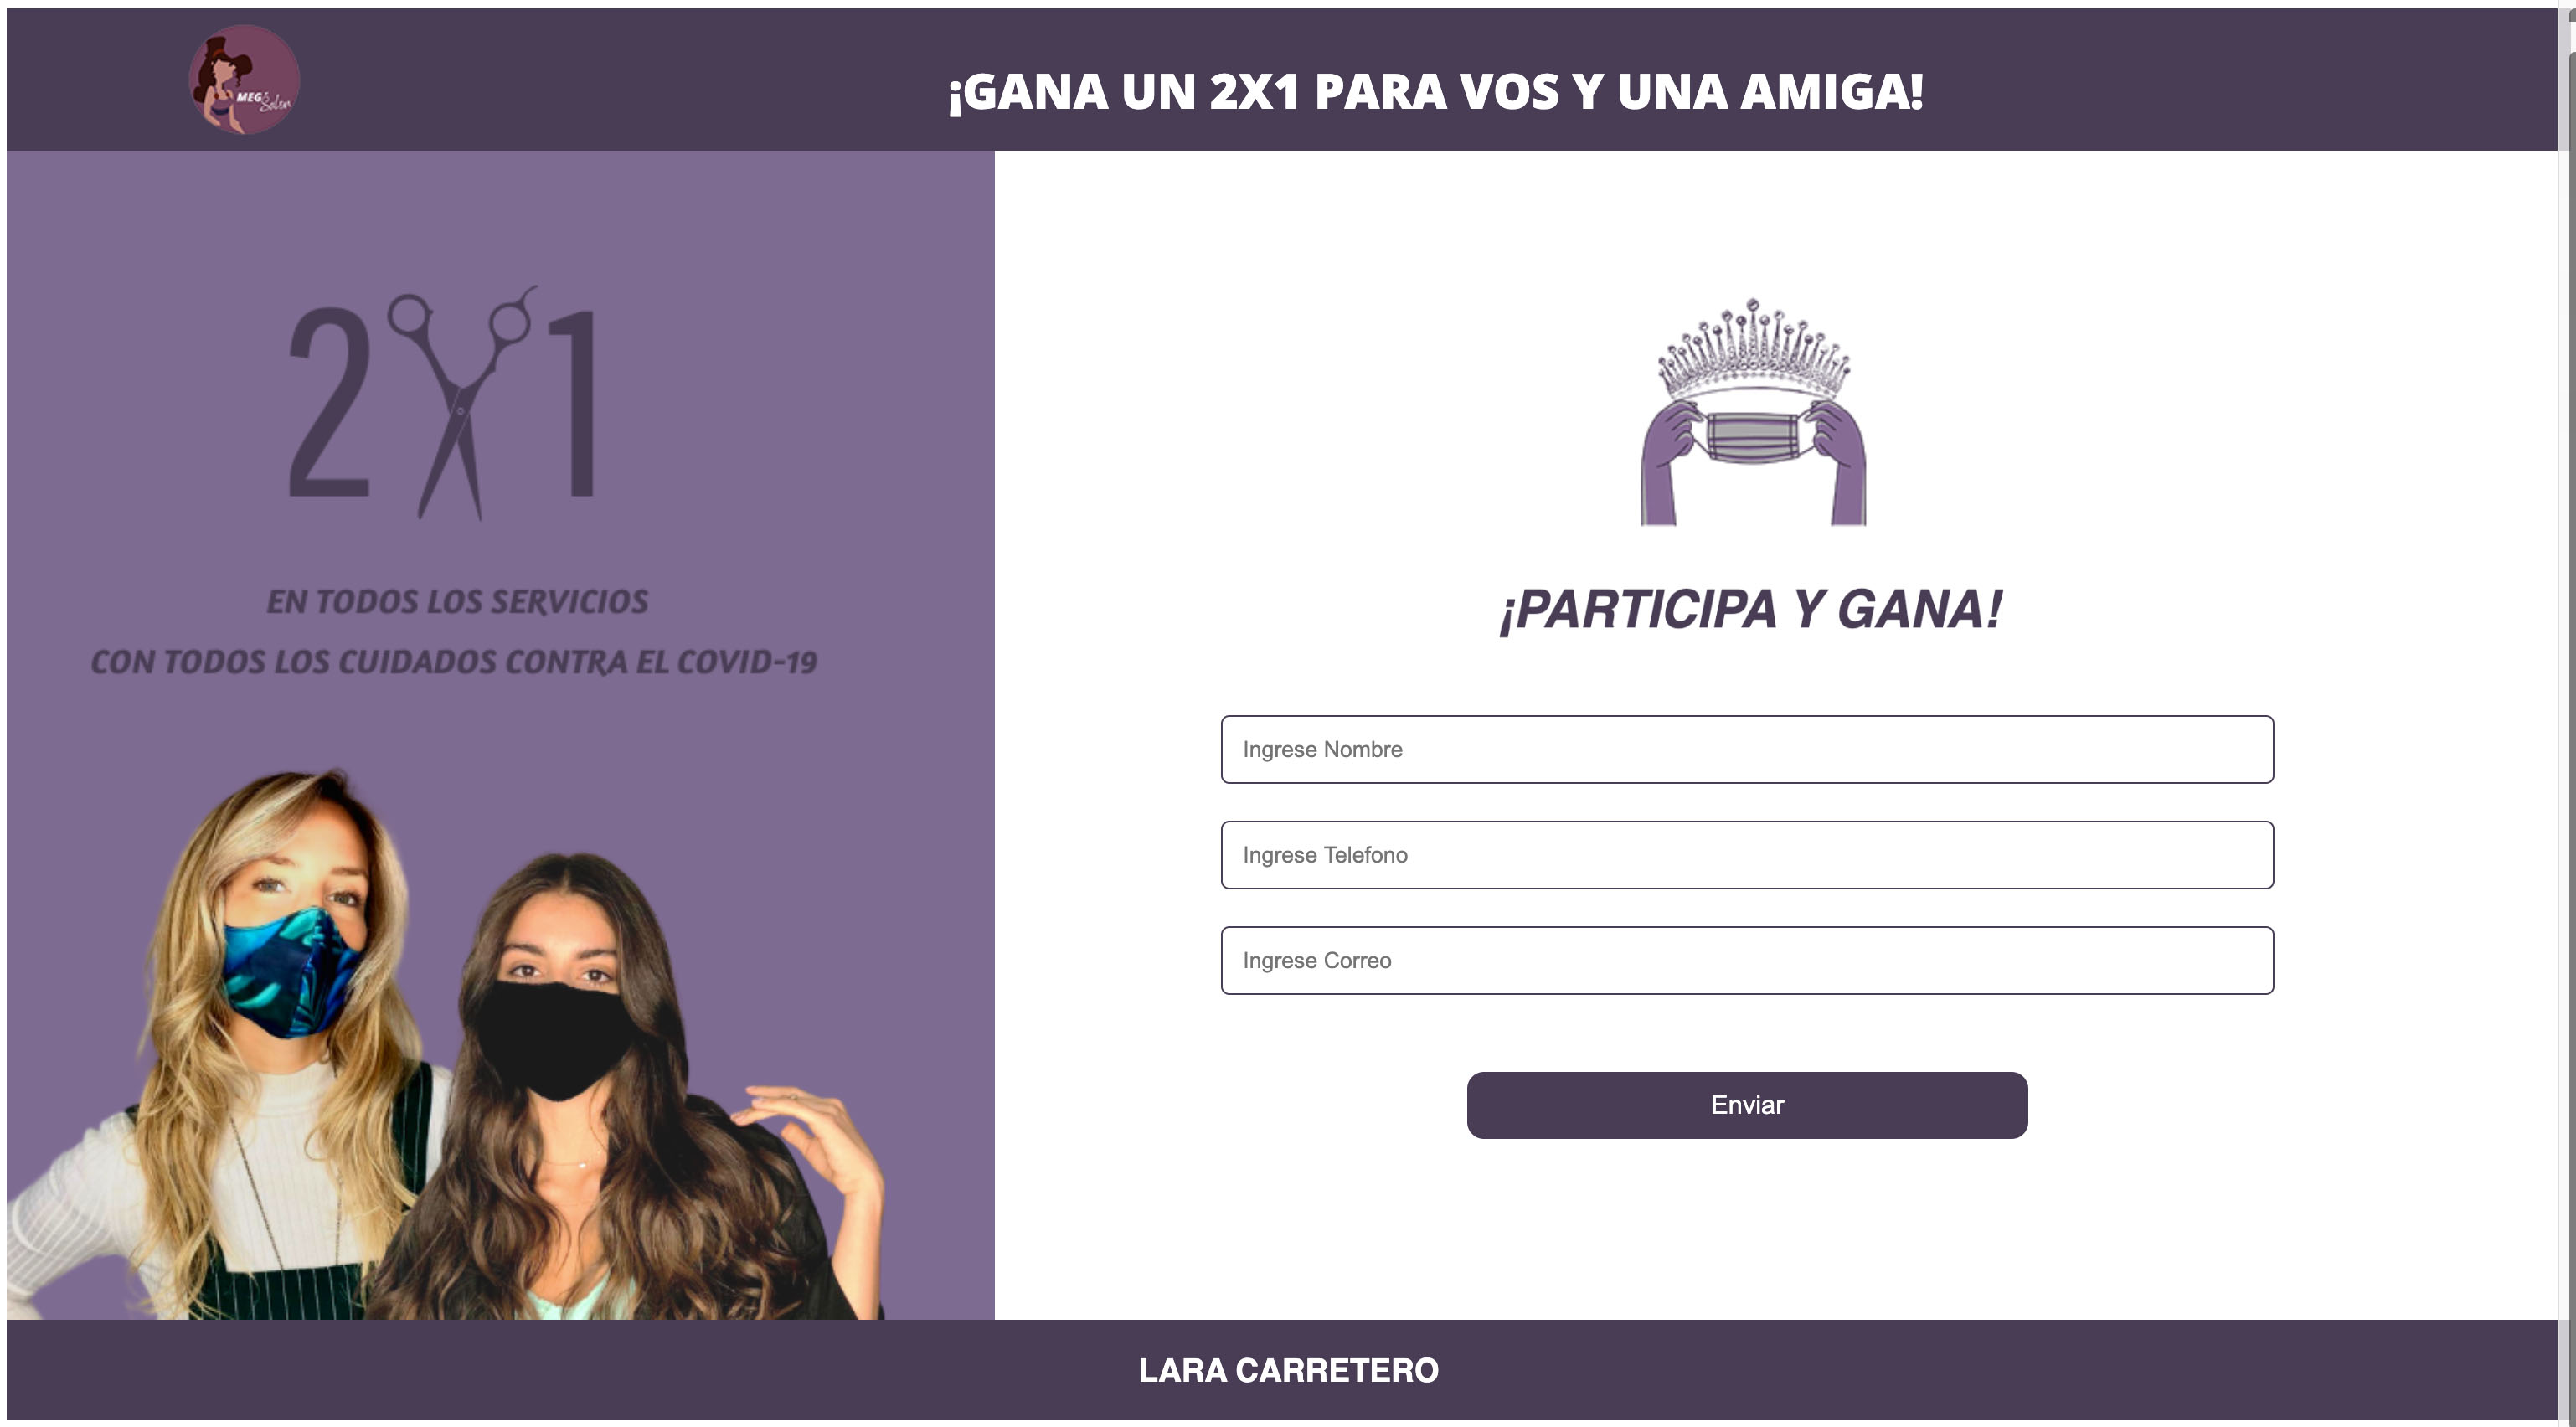 MEG's
Salon
¡GANA UN 2X1 PARA VOS Y UNA AMIGA!
2X1
EN TODOS LOS SERVICIOS
CON TODOS LOS CUIDADOS CONTRA EL COVID-19
¡PARTICIPA Y GANA!
Ingrese Nombre
Ingrese Telefono
Ingrese Correo
Enviar
LARA CARRETERO